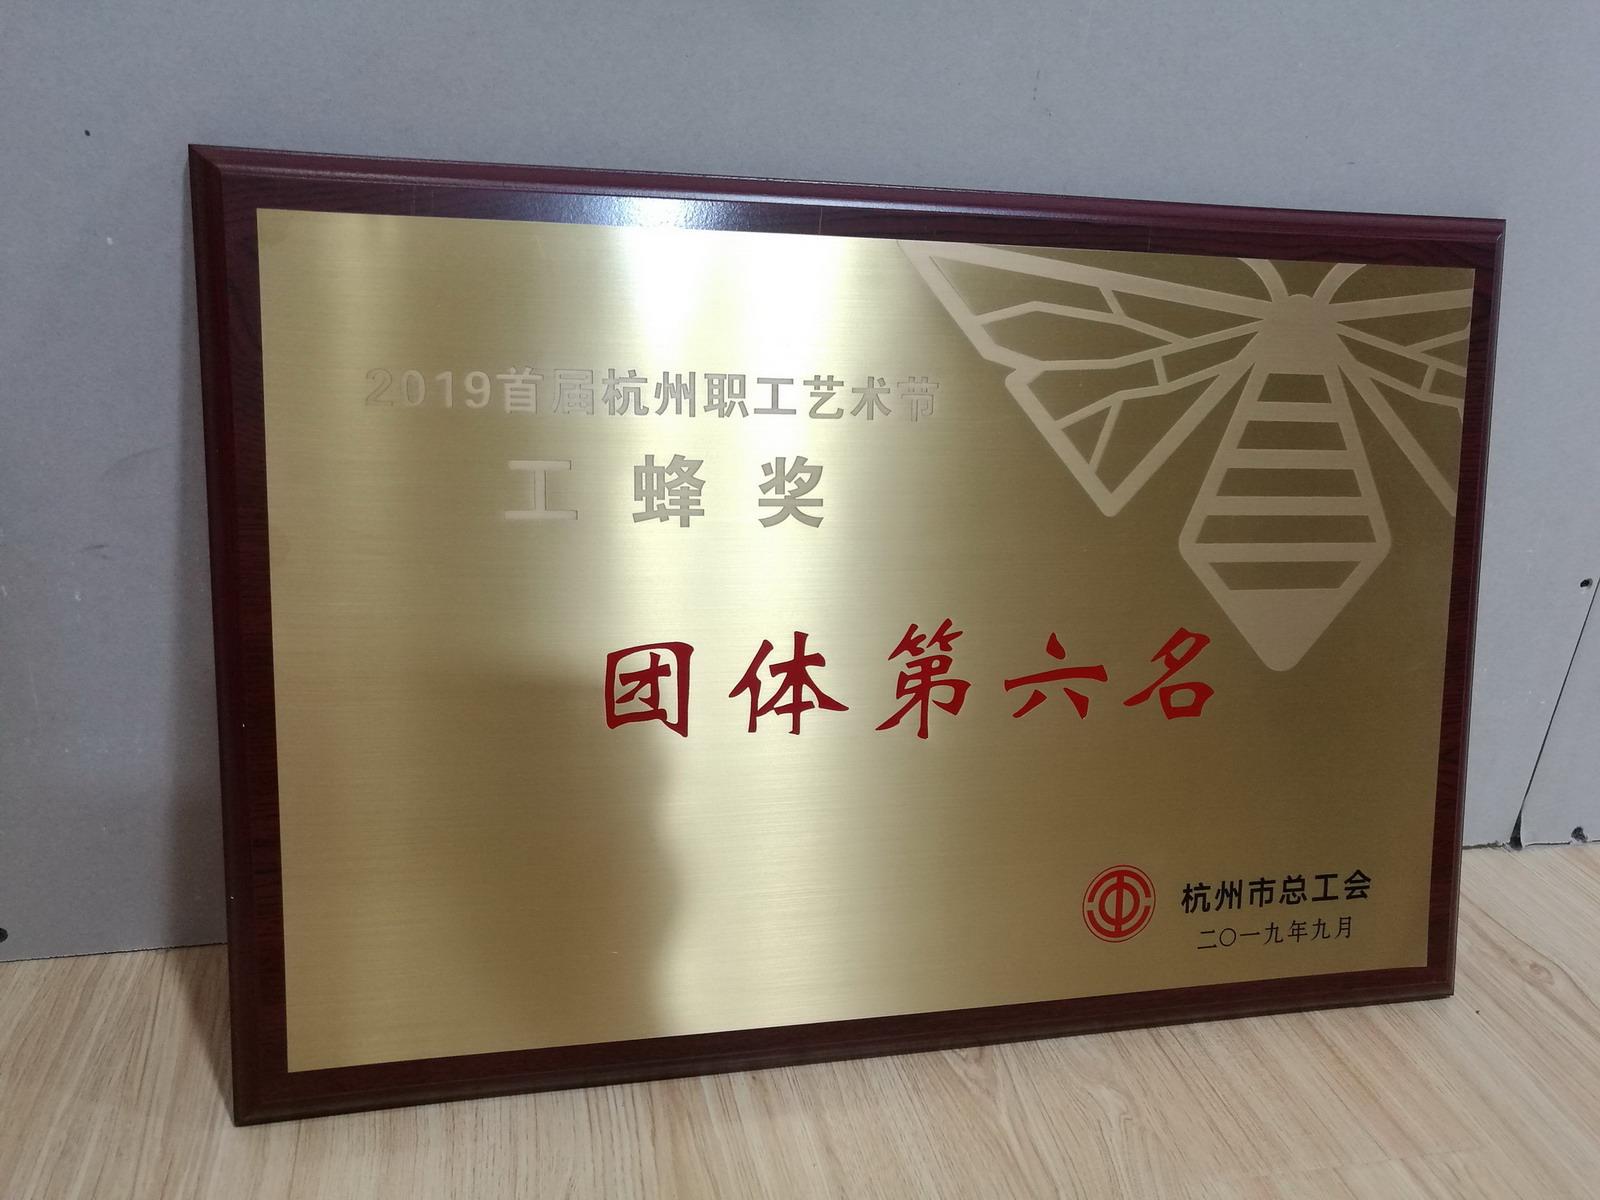 2019首届杭州职工艺术节
工蜂奖
团体第六名
杭州市总工会
二〇一九年九月